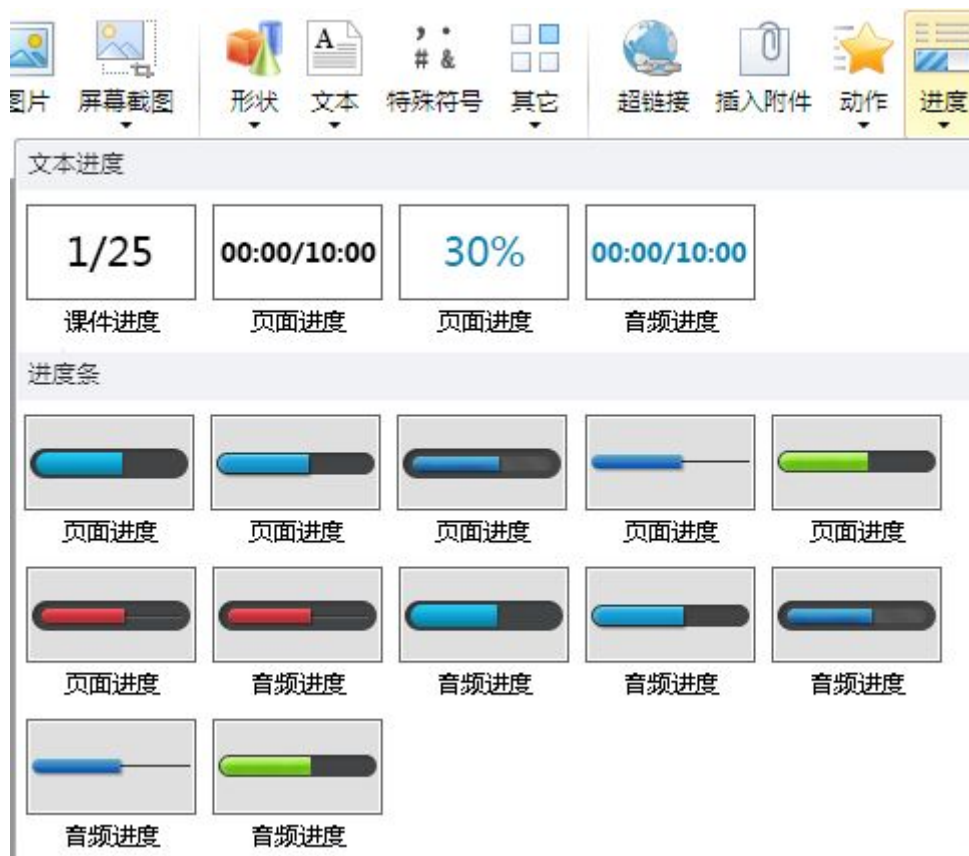 图片 屏幕截图 形状 文本 特殊符号 其它 超链接 插入附件 动作 进度
文本进度
1/25 00:00/10:00 30% 00:00/10:00
课件进度 页面进度 页面进度 音频进度
进度条
页面进度 页面进度 页面进度 页面进度 页面进度
页面进度 音频进度 音频进度 音频进度 音频进度
音频进度 音频进度